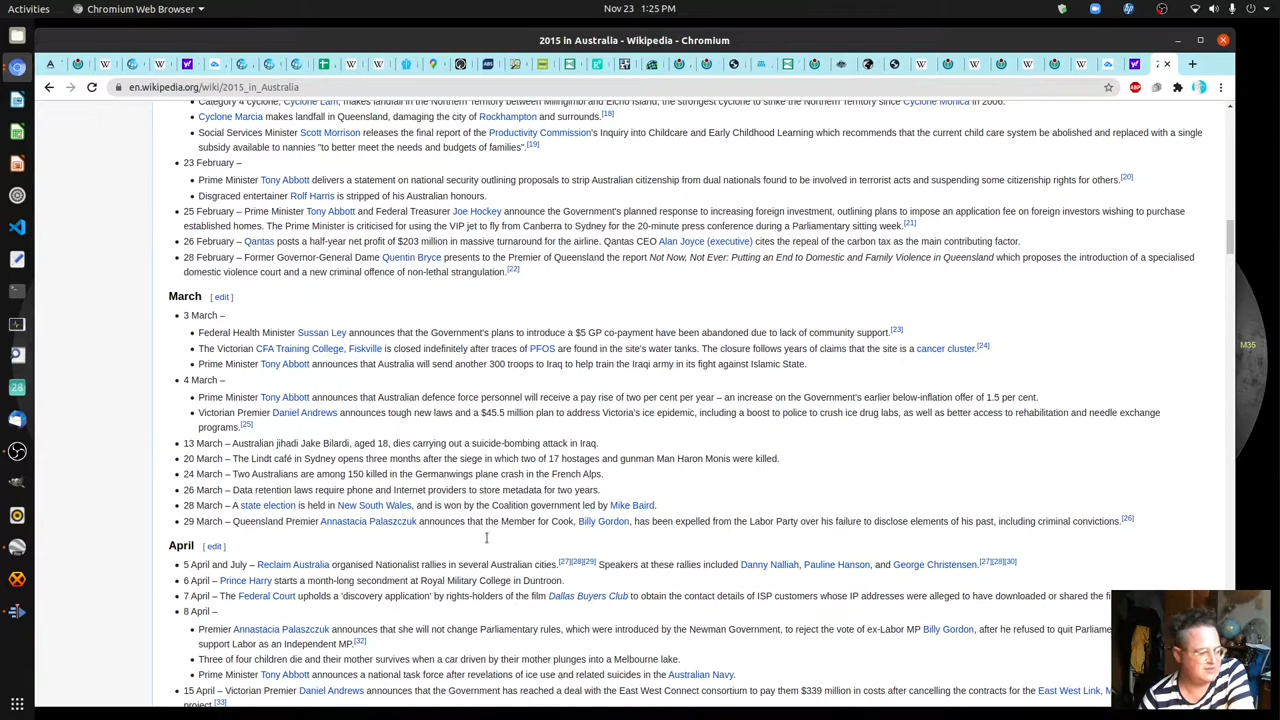 Activities
Chromium Web Browser
Nov 23 1:25 PM
2015 in Australia - Wikipedia - Chromium
en.wikipedia.org/wiki/2015_in_Australia
Category 4 cyclone, Cyclone Lam, makes landfall in the Northern Territory between Milingimbi and Elcho Island, the strongest cyclone to strike the Northern Territory since Cyclone Monica in 2006.
Cyclone Marcia makes landfall in Queensland, damaging the city of Rockhampton and surrounds.[18]
Social Services Minister Scott Morrison releases the final report of the Productivity Commission's Inquiry into Childcare and Early Childhood Learning which recommends that the current child care system be abolished and replaced with a single
subsidy available to nannies "to better meet the needs and budgets of families".[19]
23 February –
Prime Minister Tony Abbott delivers a statement on national security outlining proposals to strip Australian citizenship from dual nationals found to be involved in terrorist acts and suspending some citizenship rights for others.[20]
Disgraced entertainer Rolf Harris is stripped of his Australian honours.
25 February – Prime Minister Tony Abbott and Federal Treasurer Joe Hockey announce the Government's planned response to increasing foreign investment, outlining plans to impose an application fee on foreign investors wishing to purchase
established homes. The Prime Minister is criticised for using the VIP jet to fly from Canberra to Sydney for the 20-minute press conference during a Parliamentary sitting week.[21]
26 February – Qantas posts a half-year net profit of $203 million in massive turnaround for the airline. Qantas CEO Alan Joyce (executive) cites the repeal of the carbon tax as the main contributing factor.
28 February – Former Governor-General Dame Quentin Bryce presents to the Premier of Queensland the report Not Now, Not Ever: Putting an End to Domestic and Family Violence in Queensland which proposes the introduction of a specialised
domestic violence court and a new criminal offence of non-lethal strangulation.[22]
March [ edit ]
3 March –
Federal Health Minister Sussan Ley announces that the Government's plans to introduce a $5 GP co-payment have been abandoned due to lack of community support.[23]
The Victorian CFA Training College, Fiskville is closed indefinitely after traces of PFOS are found in the site's water tanks. The closure follows years of claims that the site is a cancer cluster.[24]
Prime Minister Tony Abbott announces that Australia will send another 300 troops to Iraq to help train the Iraqi army in its fight against Islamic State.
4 March –
Prime Minister Tony Abbott announces that Australian defence force personnel will receive a pay rise of two per cent per year – an increase on the Government's earlier below-inflation offer of 1.5 per cent.
Victorian Premier Daniel Andrews announces tough new laws and a $45.5 million plan to address Victoria's ice epidemic, including a boost to police to crush ice drug labs, as well as better access to rehabilitation and needle exchange
programs.[25]
13 March – Australian jihadi Jake Bilardi, aged 18, dies carrying out a suicide-bombing attack in Iraq.
20 March – The Lindt café in Sydney opens three months after the siege in which two of 17 hostages and gunman Man Haron Monis were killed.
24 March – Two Australians are among 150 killed in the Germanwings plane crash in the French Alps.
26 March – Data retention laws require phone and Internet providers to store metadata for two years.
28 March – A state election is held in New South Wales, and is won by the Coalition government led by Mike Baird.
29 March – Queensland Premier Annastacia Palaszczuk announces that the Member for Cook, Billy Gordon, has been expelled from the Labor Party over his failure to disclose elements of his past, including criminal convictions.[26]
M35
April [ edit ]
5 April and July – Reclaim Australia organised Nationalist rallies in several Australian cities.[27][28][29] Speakers at these rallies included Danny Nalliah, Pauline Hanson, and George Christensen.[27][28][30]
6 April – Prince Harry starts a month-long secondment at Royal Military College in Duntroon.
7 April – The Federal Court upholds a 'discovery application' by rights-holders of the film Dallas Buyers Club to obtain the contact details of ISP customers whose IP addresses were alleged to have downloaded or shared the
8 April –
Premier Annastacia Palaszczuk announces that she will not change Parliamentary rules, which were introduced by the Newman Government, to reject the vote of ex-Labor MP Billy Gordon, after he refused to quit
support Labor as an Independent MP.[32]
Three of four children die and their mother survives when a car driven by their mother plunges into a Melbourne lake.
Prime Minister Tony Abbott announces a national task force after revelations of ice use and related suicides in the Australian Navy.
15 April – Victorian Premier Daniel Andrews announces that the Government has reached a deal with the East West Connect consortium to pay them $339 million in costs after cancelling the contracts for the East West Link,
project.[33]